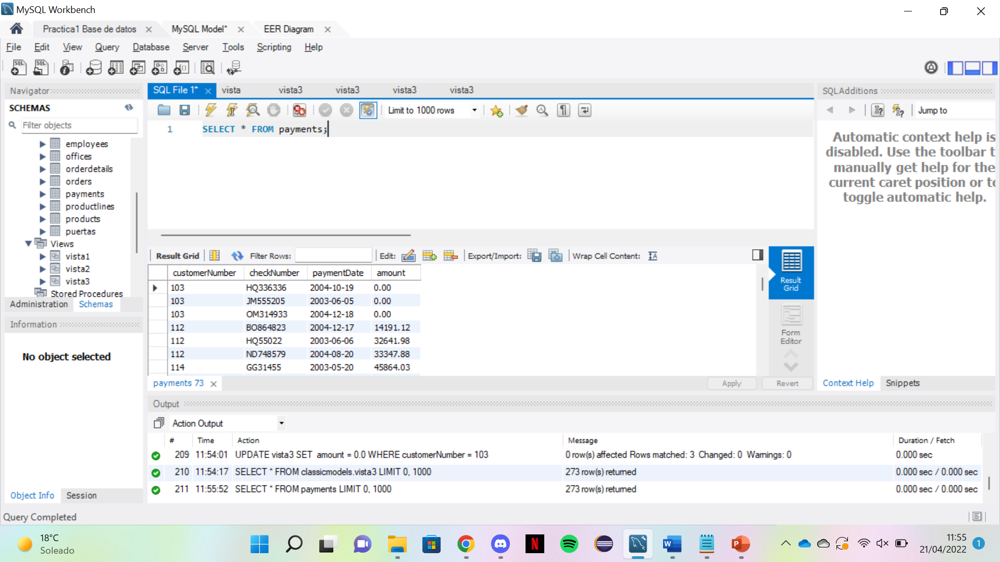 MySQL Workbench
Practica1 Base de datos
MySQL Model*
EER Diagram
File Edit View Query Database Server Tools Scripting Help
Navigator
SCHEMAS
Filter objects
employees
offices
orderdetails
orders
payments
productlines
products
puertas
Views
vista1
vista2
vista3
Stored Procedures
Administration Schemas
Information
No object selected
Object Info Session
SQL File 1* vista vista3 vista3 vista3 vista3
Limit to 1000 rows
1 SELECT * FROM payments;
Result Grid Filter Rows: Edit: Export/Import: Wrap Cell Content:
customerNumber checkNumber paymentDate amount
103 HQ336336 2004-10-19 0.00
103 JM555205 2003-06-05 0.00
103 OM314933 2004-12-18 0.00
112 BO864823 2004-12-17 14191.12
112 HQ55022 2003-06-06 32641.98
112 ND748579 2004-08-20 33347.88
114 GG31455 2003-05-20 45864.03
Result
Grid
Form
Editor
payments 73
Apply Revert
SQLAdditions
Jump to
Automatic context help is
disabled. Use the toolbar t
manually get help for the
current caret position or to
toggle automatic help.
Context Help Snippets
Output
Action Output
# Time Action Message Duration / Fetch
209 11:54:01 UPDATE vista3 SET amount = 0.0 WHERE customerNumber = 103 0 row(s) affected Rows matched: 3 Changed: 0 Warnings: 0 0.000 sec
210 11:54:17 SELECT * FROM classicmodels.vista3 LIMIT 0, 1000 273 row(s) returned 0.000 sec / 0.000 sec
211 11:55:52 SELECT * FROM payments LIMIT 0, 1000 273 row(s) returned 0.000 sec / 0.000 sec
Query Completed
18°C
Soleado
11:55
21/04/2022
1